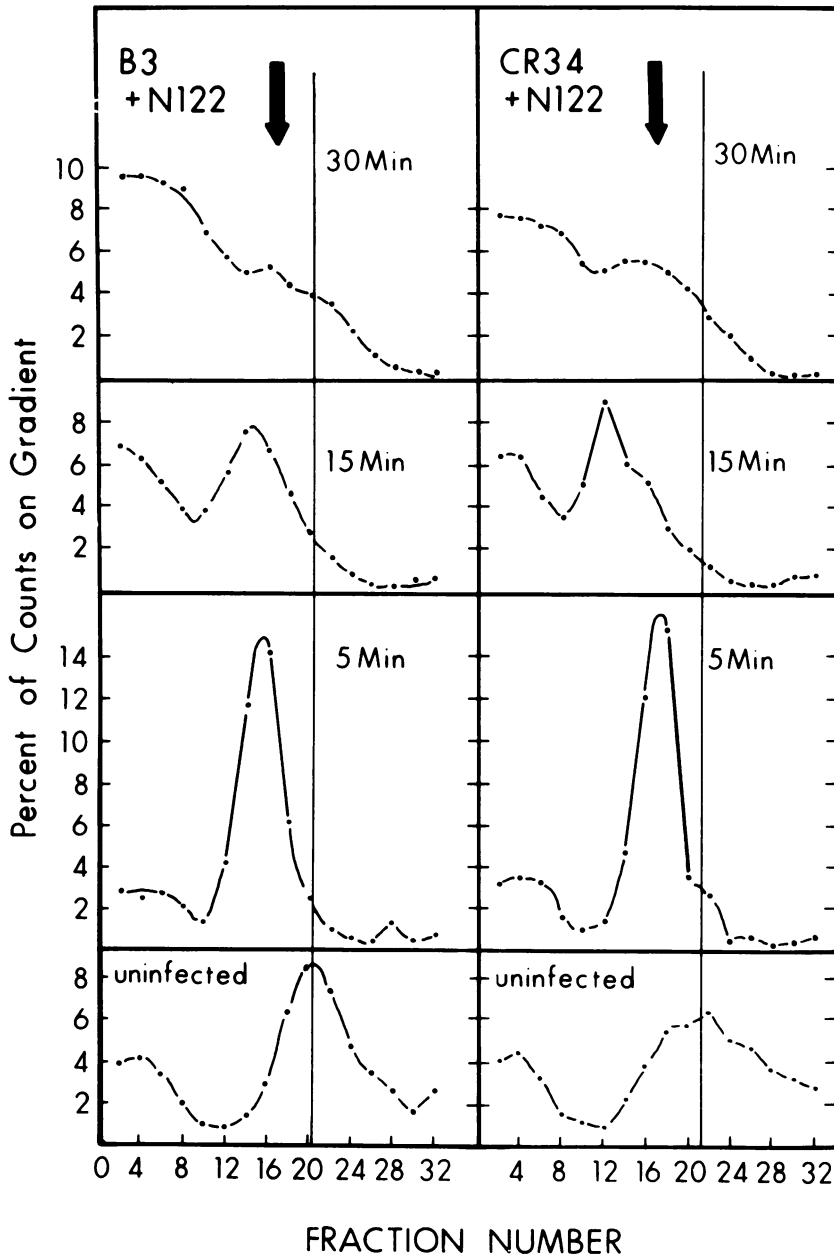 B3
+N122
CR34
+N122
30Min
30Min
10
8
6
4
2
15Min
15Min
8
6
4
2
5Min
5Min
14
12
10
8
6
4
2
uninfected
uninfected
8
6
4
2
0 4 8 12 16 20 24 28 32
4 8 12 16 20 24 28 32
Percent of Counts on Gradient
FRACTION NUMBER